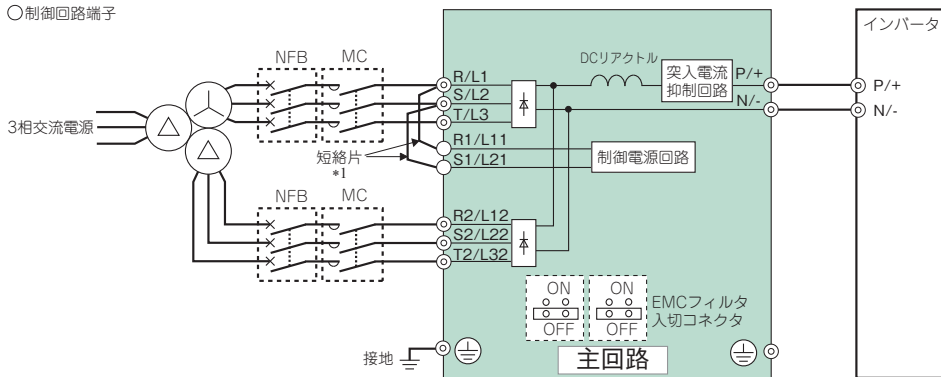 ○制御回路端子
インバータ
NFB
MC
DCリアクトル
突入電流
抑制回路
P/+
N/-
P/+
N/-
R/L1
S/L2
T/L3
3相交流電源
短絡片
*1
R1/L11
S1/L21
制御電源回路
NFB
MC
R2/L12
S2/L22
T2/L32
ON
OFF
ON
OFF
EMCフィルタ
入切コネクタ
接地
主回路